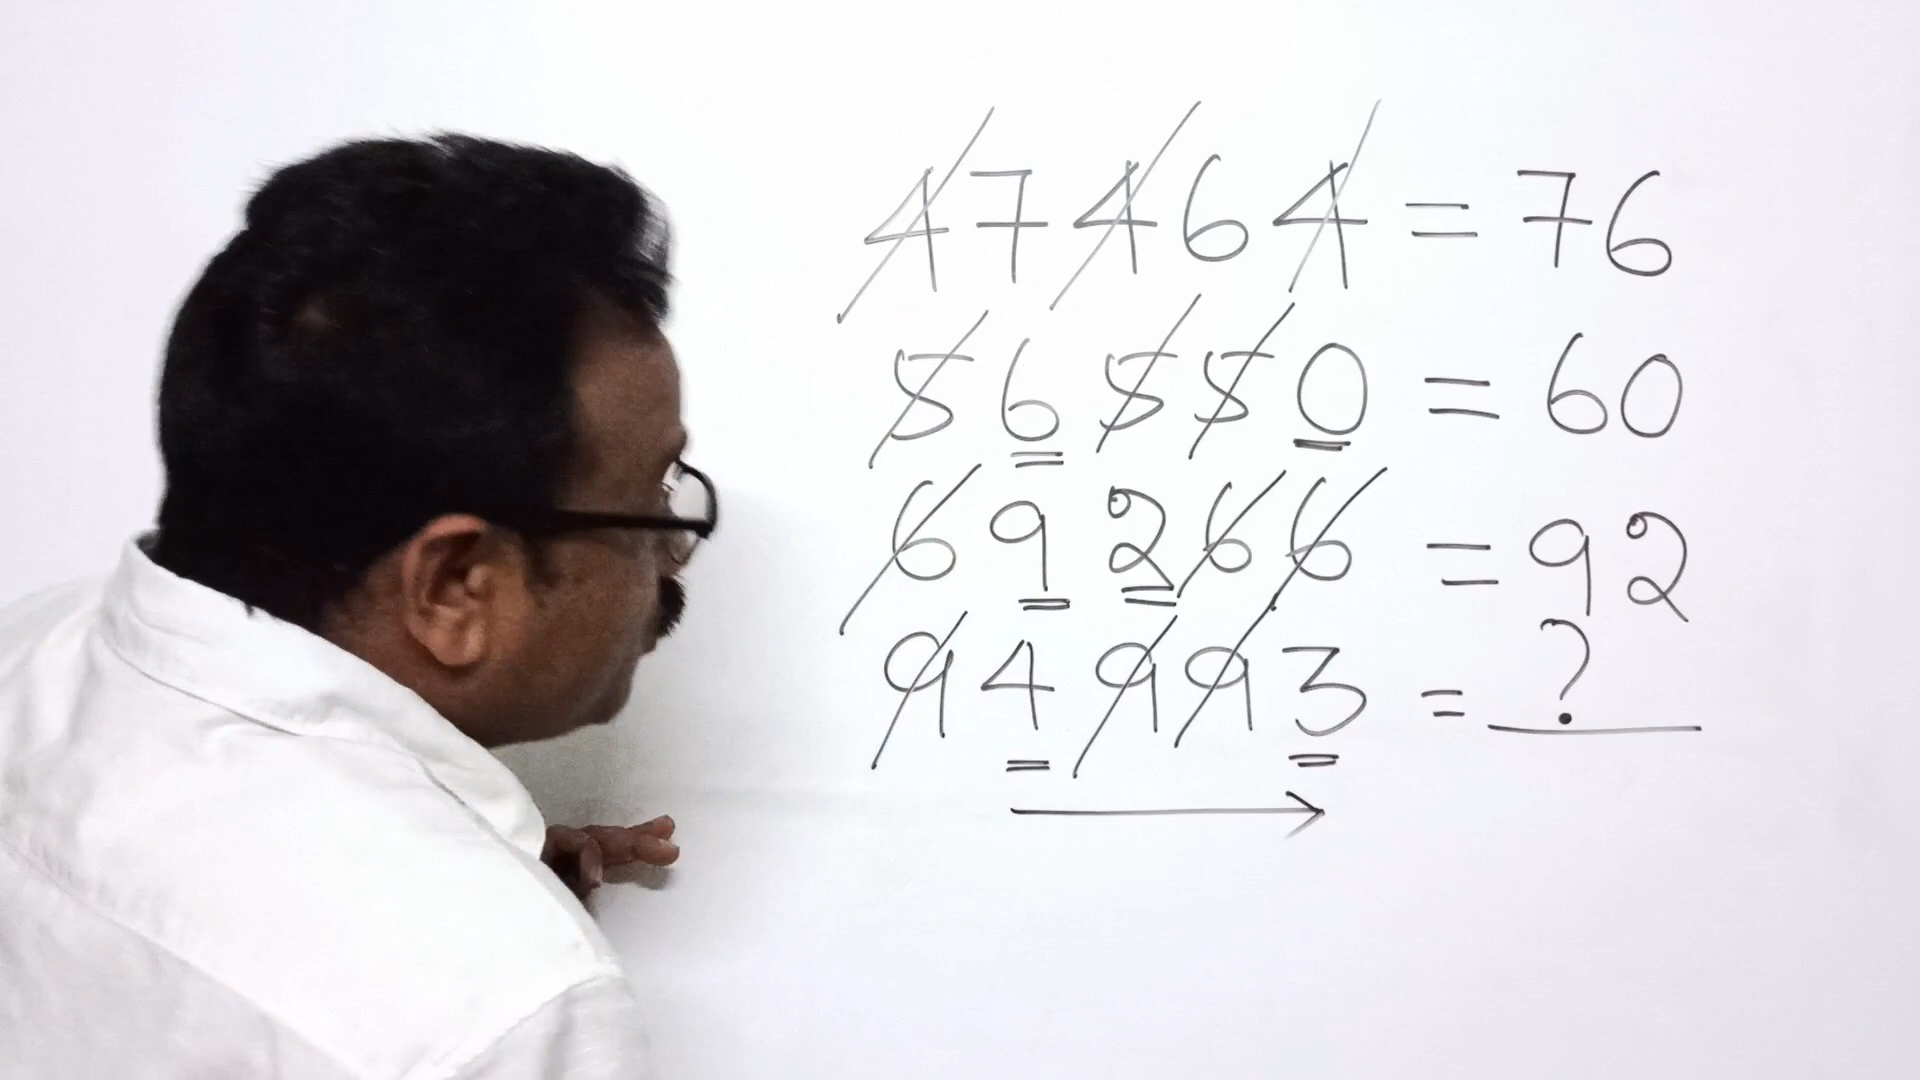 47464 = 76
56550 = 60
69266 = 92
94993 = ?